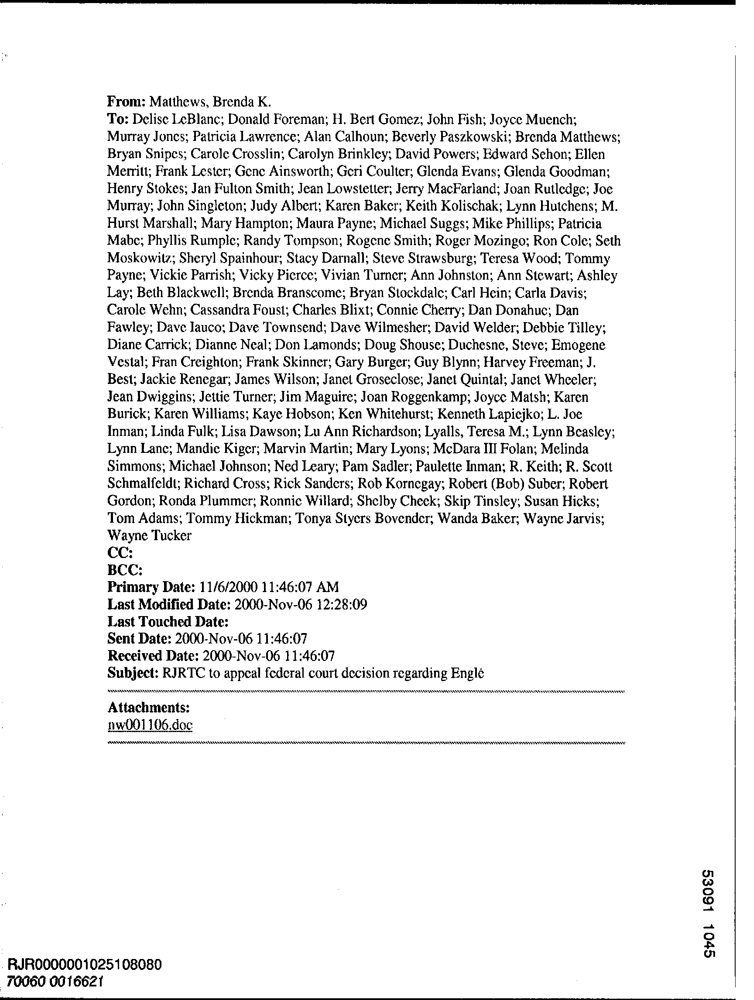 From: Matthews, Brenda K.
To: Delise LeBlanc; Donald Foreman; H. Bert Gomez; John Fish; Joyce Muench;
Murray Jones; Patricia Lawrence; Alan Calhoun; Beverly Paszkowski; Brenda Matthews;
Bryan Snipes; Carole Crosslin; Carolyn Brinkley; David Powers; Edward Sehon; Ellen
Merritt; Frank Lester; Gene Ainsworth; Geri Coulter; Glenda Evans; Glenda Goodman;
Henry Stokes; Jan Fulton Smith; Jean Lowstetter; Jerry MacFarland; Joan Rutledge; Joe
Murray; John Singleton; Judy Albert; Karen Baker; Keith Kolischak; Lynn Hutchens; M.
Hurst Marshall; Mary Hampton; Maura Payne; Michael Suggs; Mike Phillips; Patricia
Mabe; Phyllis Rumple; Randy Tompson; Rogene Smith; Roger Mozingo; Ron Cole; Seth
Moskowitz; Sheryl Spainhour; Stacy Darnall; Steve Strawsburg; Teresa Wood; Tommy
Payne; Vickie Parrish; Vicky Pierce; Vivian Turner; Ann Johnston; Ann Stewart; Ashley
Lay; Beth Blackwell; Brenda Branscome; Bryan Stockdale; Carl Hein; Carla Davis;
Carole Wehn; Cassandra Foust; Charles Blixt; Connie Cherry; Dan Donahue; Dan
Fawley; Dave Iauco; Dave Townsend; Dave Wilmesher; David Welder; Debbie Tilley;
Diane Carrick; Dianne Neal; Don Lamonds; Doug Shouse; Duchesne, Steve; Emogene
Vestal; Fran Creighton; Frank Skinner; Gary Burger; Guy Blynn; Harvey Freeman; J.
Best; Jackie Renegar; James Wilson; Janet Groseclose; Janet Quintal; Janet Wheeler;
Jean Dwiggins; Jettie Turner; Jim Maguire; Joan Roggenkamp; Joyce Matsh; Karen
Burick; Karen Williams; Kaye Hobson; Ken Whitehurst; Kenneth Lapiejko; L. Joe
Inman; Linda Fulk; Lisa Dawson; Lu Ann Richardson; Lyalls, Teresa M.; Lynn Beasley;
Lynn Lane; Mandie Kiger; Marvin Martin; Mary Lyons; McDara III Folan; Melinda
Simmons; Michael Johnson; Ned Leary; Pam Sadler; Paulette Inman; R. Keith; R. Scott
Schmalfeldt; Richard Cross; Rick Sanders; Rob Kornegay; Robert (Bob) Suber; Robert
Gordon; Ronda Plummer; Ronnie Willard; Shelby Cheek; Skip Tinsley; Susan Hicks;
Tom Adams; Tommy Hickman; Tonya Styers Bovender; Wanda Baker; Wayne Jarvis;
Wayne Tucker
CC:
BCC:
Primary Date: 11/6/2000 11:46:07 AM
Last Modified Date: 2000-Nov-06 12:28:09
Last Touched Date:
Sent Date: 2000-Nov-06 11:46:07
Received Date: 2000-Nov-06 11:46:07
Subject: RJRTC to appeal federal court decision regarding Engle
Attachments:
nw001106.doc
53091 1045
RJR0000001025108080
70060 0016621